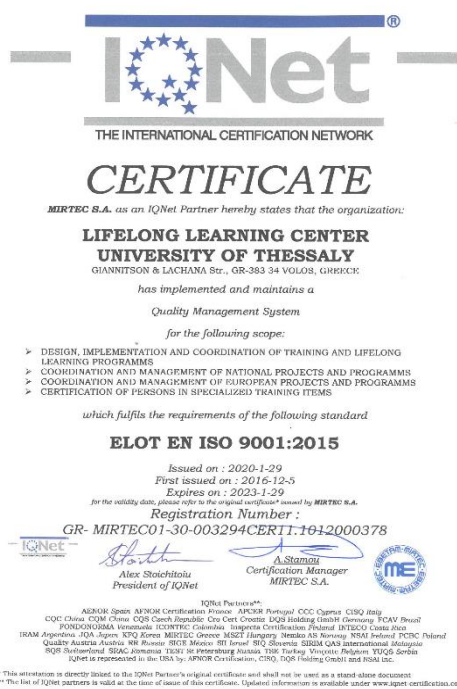 IQNet ®
THE INTERNATIONAL CERTIFICATION NETWORK
CERTIFICATE
MIRTEC S.A. as an IQNet Partner hereby states that the organization:
LIFELONG LEARNING CENTER
UNIVERSITY OF THESSALY
GIANNITSON & LACHANA Str., GR-383 34 VOLOS, GREECE
has implemented and maintains a
Quality Management System
for the following scope:
➢ DESIGN, IMPLEMENTATION AND COORDINATION OF TRAINING AND LIFELONG
LEARNING PROGRAMMS
➢ COORDINATION AND MANAGEMENT OF NATIONAL PROJECTS AND PROGRAMMS
➢ COORDINATION AND MANAGEMENT OF EUROPEAN PROJECTS AND PROGRAMMS
➢ CERTIFICATION OF PERSONS IN SPECIALIZED TRAINING ITEMS
which fulfils the requirements of the following standard
ELOT EN ISO 9001:2015
Issued on : 2020-1-29
First issued on : 2016-12-5
Expires on : 2023-1-29
for the validity date, please refer to the original certificate* issued by MIRTEC S.A.
Registration Number :
GR- MIRTEC01-30-003294CERT1.1012000378
IQNet
Alex Stoichitoiu
President of IQNet
A.Stamou
Certification Manager
MIRTEC S.A.
IQNet Partners**:
AENOR Spain AFNOR Certification France APCER Portugal CCC Cyprus CISQ Italy
CQC China CQM China CQS Czech Republic Cro Cert Croatia DQS Holding GmbH Germany FCAV Brazil
FONDONORMA Venezuela ICONTEC Colombia Inspecta Certification Finland INTECO Costa Rica
IRAM Argentina JQA Japan KFQ Korea MIRTEC Greece MSZT Hungary Nemko AS Norway NSAI Ireland PCBC Poland
Quality Austria Austria RR Russia SIGE México SII Israel SIQ Slovenia SIRIM QAS international Malaysia
SQS Switzerland SRAC Romania TEST St Petersburg Russia TSE Turkey Vinçotte Belgium YUQS Serbia
IQNet is represented in the USA by: AFNOR Certification, CISQ, DQS Holding GmbH and NSAI Inc.
This attestation is directly linked to the IQNet Partner's original certificate and shall not be used as a stand-alone document
** The list of IQNet partners is valid at the time of issue of this certificate. Updated information is available under www.iqnet-certification.co